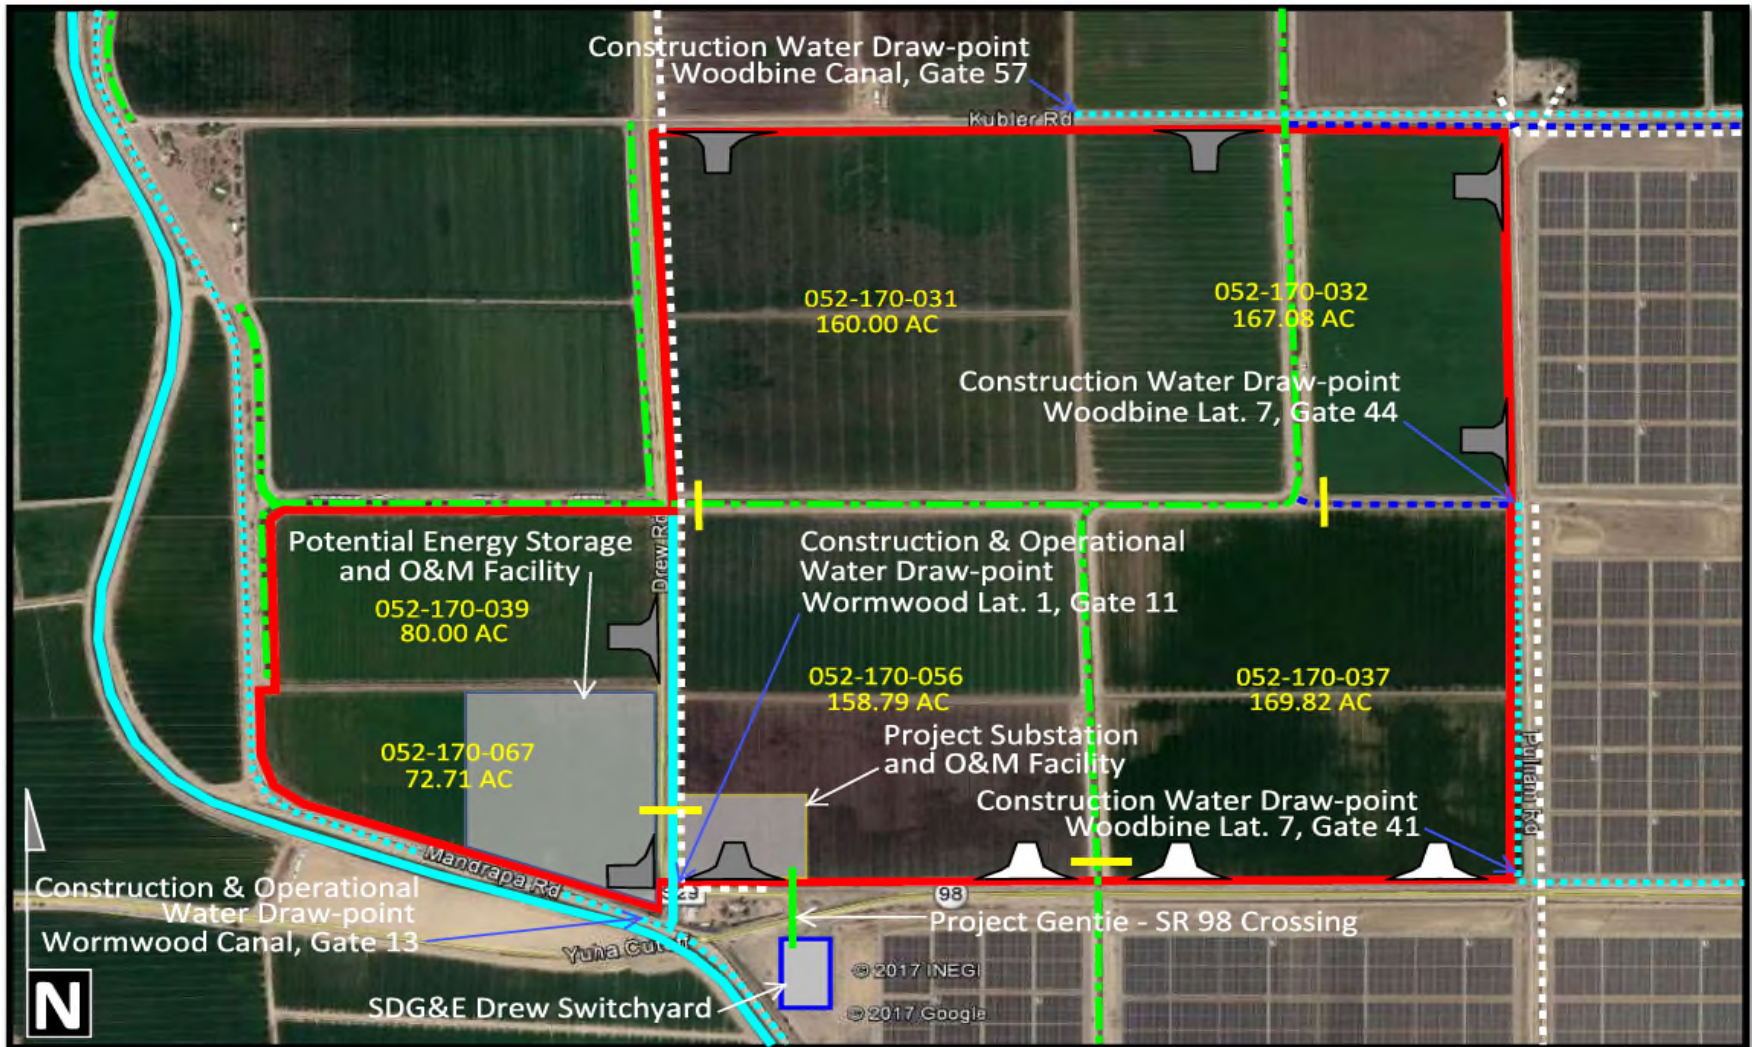 Construction Water Draw-point
Woodbine Canal, Gate 57
Kubler Rd
052-170-031
160.00 AC
052-170-032
167.08 AC
Construction Water Draw-point
Woodbine Lat. 7, Gate 44
Potential Energy Storage
and O&M Facility
Drew Rd
Construction & Operational
Water Draw-point
Wormwood Lat. 1, Gate 11
052-170-039
80.00 AC
052-170-056
158.79 AC
052-170-037
169.82 AC
052-170-067
72.71 AC
Project Substation
and O&M Facility
Pulliam Rd
Construction Water Draw-point
Woodbine Lat. 7, Gate 41
Mandrapa Rd
Construction & Operational
Water Draw-point
Wormwood Canal, Gate 13
S29
98
Project Gentie - SR 98 Crossing
Yuha
© 2017 INEGI
SDG&E Drew Switchyard
© 2017 Google
N